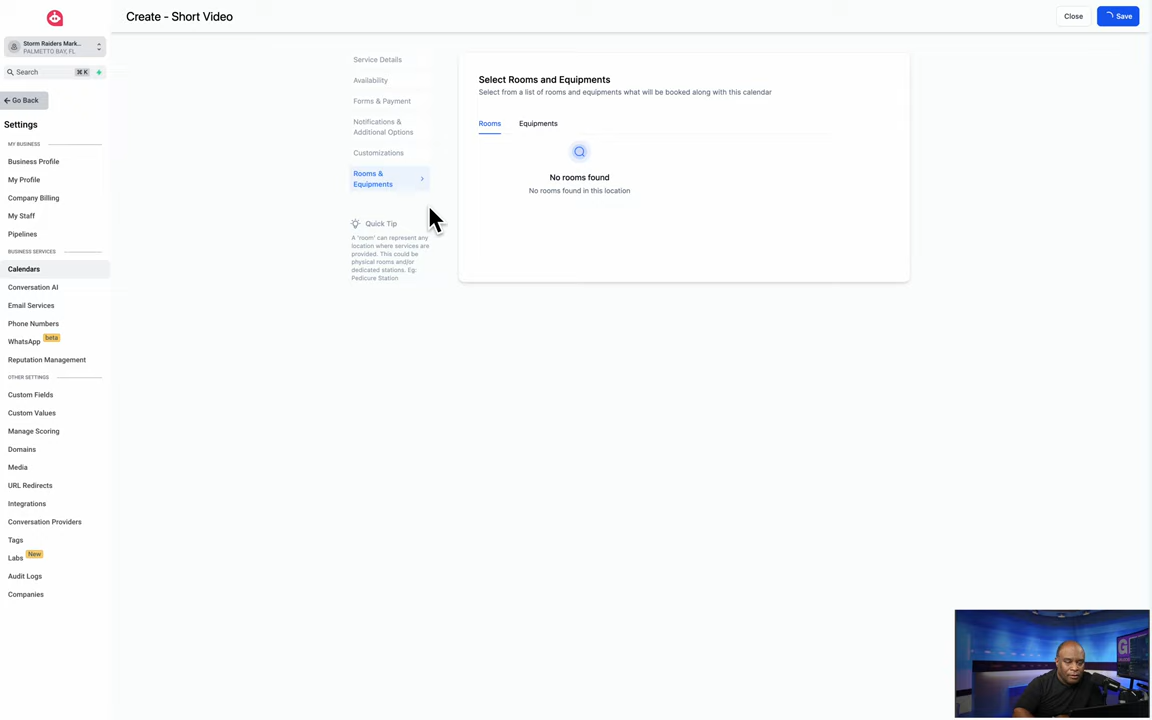 Create - Short Video
Close
Save
Storm Raiders Mark...
PALMETTO BAY, FL
Search
⌘K
Go Back
Settings
MY BUSINESS
Business Profile
My Profile
Company Billing
My Staff
Pipelines
BUSINESS SERVICES
Calendars
Conversation AI
Email Services
Phone Numbers
WhatsApp beta
Reputation Management
OTHER SETTINGS
Custom Fields
Custom Values
Manage Scoring
Domains
Media
URL Redirects
Integrations
Conversation Providers
Tags
Labs New
Audit Logs
Companies
Service Details
Availability
Forms & Payment
Notifications &
Additional Options
Customizations
Rooms &
Equipments
Quick Tip
A 'room' can represent any
location where services are
provided. This could be
physical rooms and/or
dedicated stations. Eg:
Pedicure Station
Select Rooms and Equipments
Select from a list of rooms and equipments what will be booked along with this calendar
Rooms
Equipments
No rooms found
No rooms found in this location